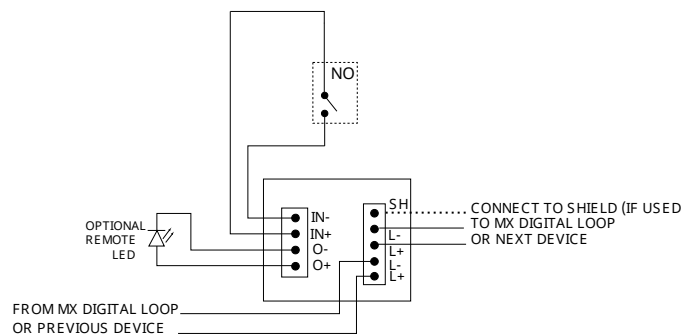 NO
SH
CONNECT TO SHIELD (IF USED
TO MX DIGITAL LOOP
OR NEXT DEVICE
IN-
IN+
O-
O+
L-
L+
L-
L+
OPTIONAL
REMOTE
LED
FROM MX DIGITAL LOOP
OR PREVIOUS DEVICE